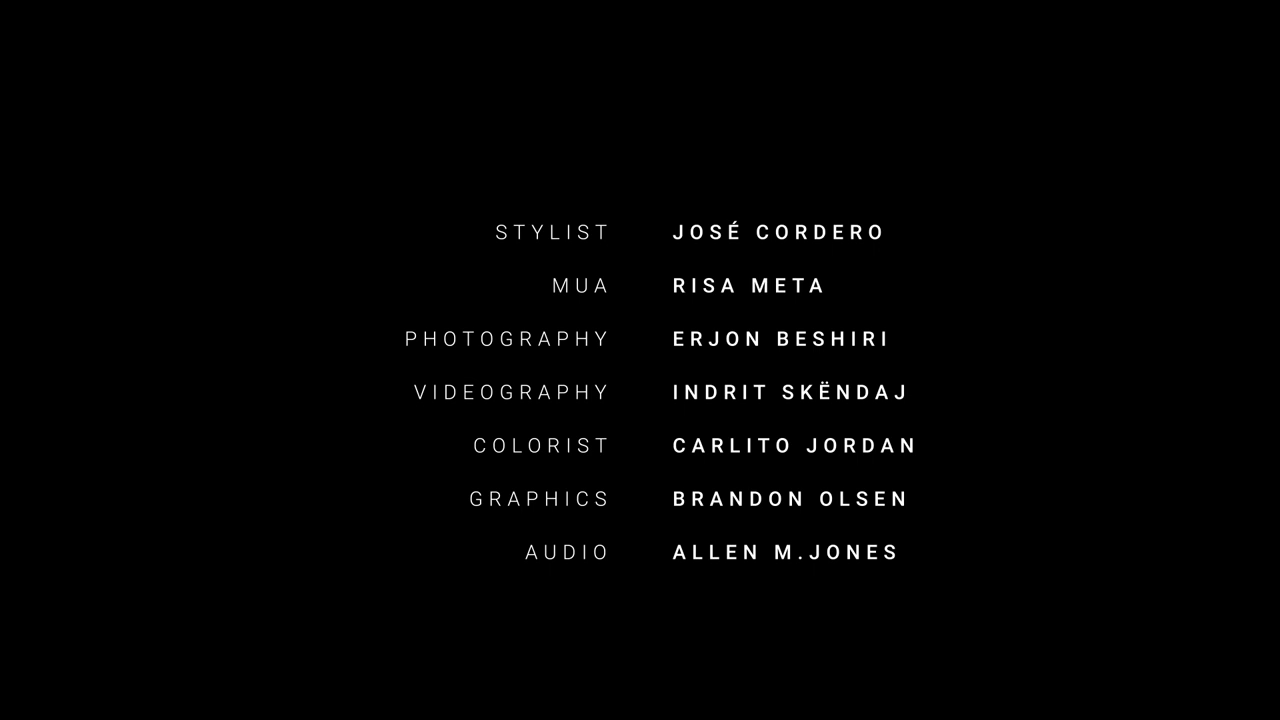 STYLIST JOSÉ CORDERO
MUA RISA META
PHOTOGRAPHY ERJON BESHIRI
VIDEOGRAPHY INDRIT SKËNDAJ
COLORIST CARLITO JORDAN
GRAPHICS BRANDON OLSEN
AUDIO ALLEN M.JONES